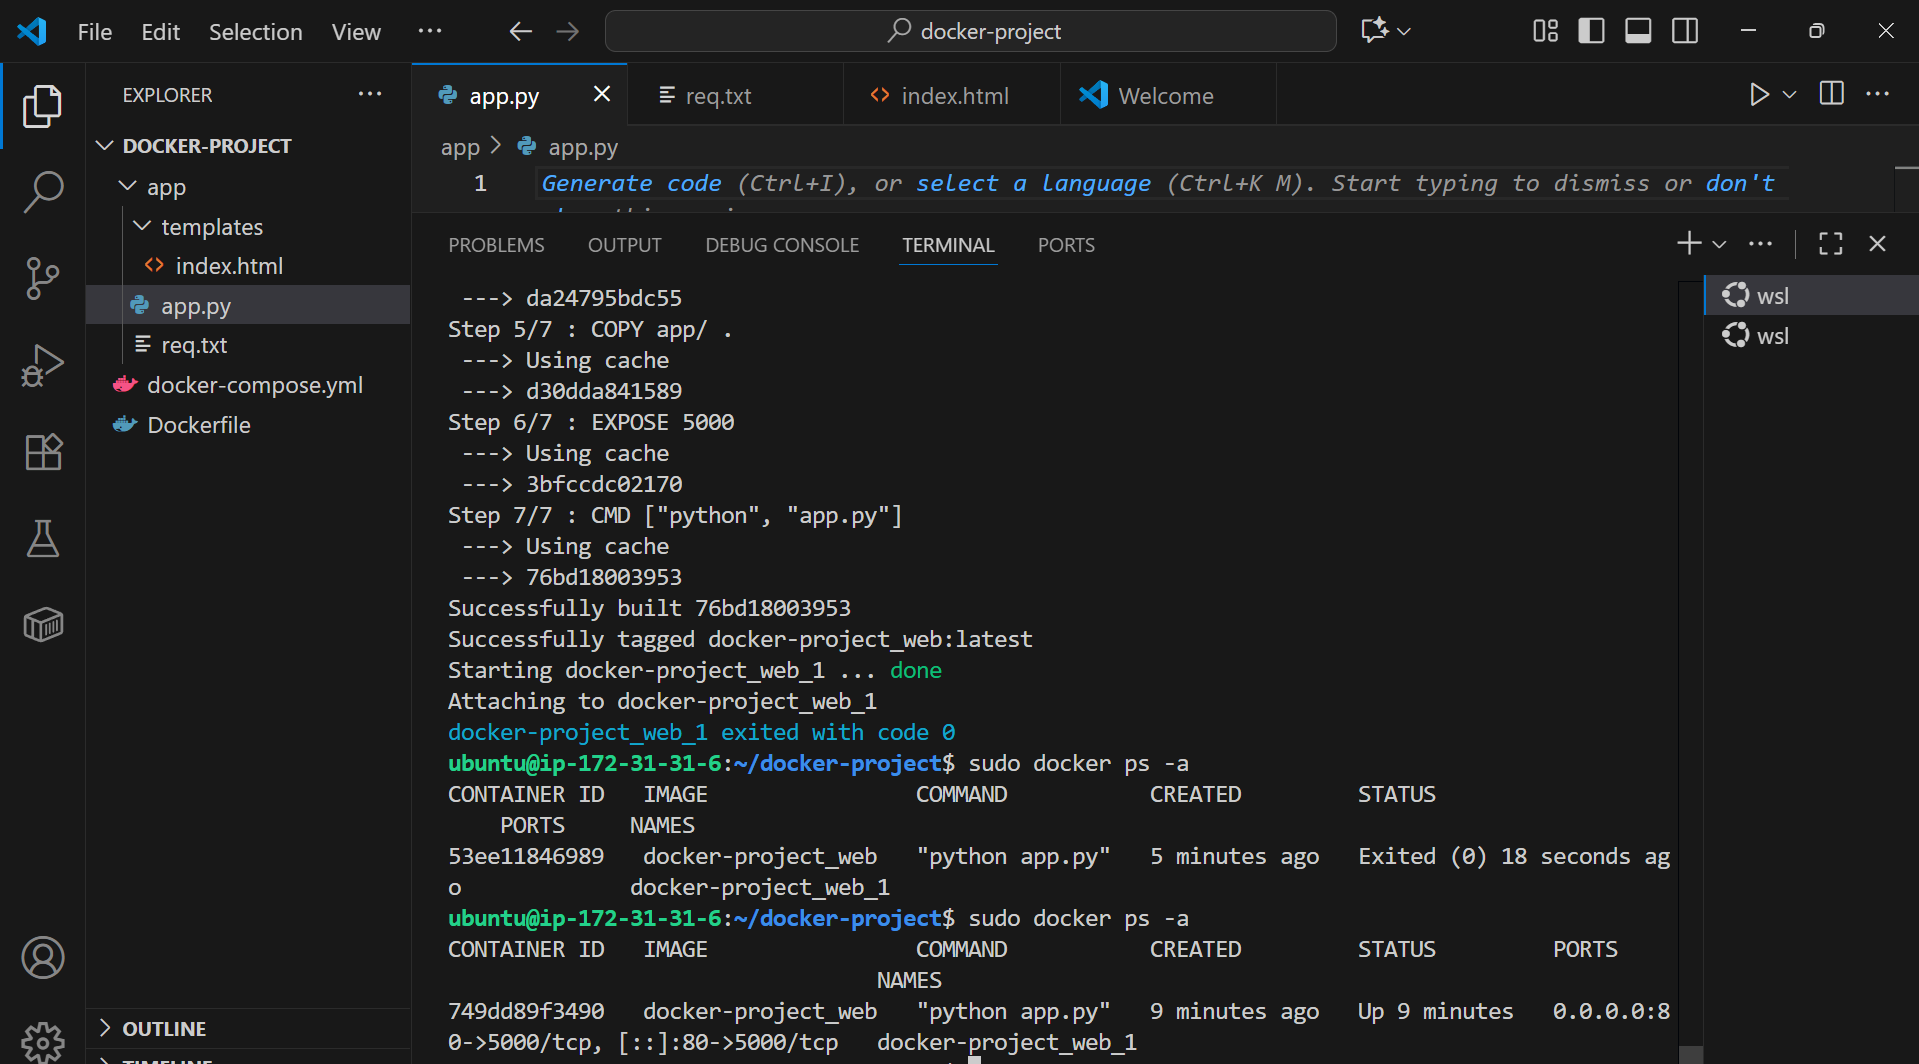 File Edit Selection View ··· docker-project
EXPLORER ···
DOCKER-PROJECT
app
templates
index.html
app.py
req.txt
docker-compose.yml
Dockerfile
OUTLINE
TIMELINE
app.py req.txt index.html Welcome
app > app.py
1 Generate code (Ctrl+I), or select a language (Ctrl+K M). Start typing to dismiss or don't
PROBLEMS OUTPUT DEBUG CONSOLE TERMINAL PORTS
---> da24795bdc55
Step 5/7 : COPY app/ .
---> Using cache
---> d30dda841589
Step 6/7 : EXPOSE 5000
---> Using cache
---> 3bfccdc02170
Step 7/7 : CMD ["python", "app.py"]
---> Using cache
---> 76bd18003953
Successfully built 76bd18003953
Successfully tagged docker-project_web:latest
Starting docker-project_web_1 ... done
Attaching to docker-project_web_1
docker-project_web_1 exited with code 0
ubuntu@ip-172-31-31-6:~/docker-project$ sudo docker ps -a
CONTAINER ID IMAGE COMMAND CREATED STATUS
PORTS NAMES
53ee11846989 docker-project_web "python app.py" 5 minutes ago Exited (0) 18 seconds ag
o docker-project_web_1
ubuntu@ip-172-31-31-6:~/docker-project$ sudo docker ps -a
CONTAINER ID IMAGE COMMAND CREATED STATUS PORTS
NAMES
749dd89f3490 docker-project_web "python app.py" 9 minutes ago Up 9 minutes 0.0.0.0:8
0->5000/tcp, [::]:80->5000/tcp docker-project_web_1
wsl
wsl